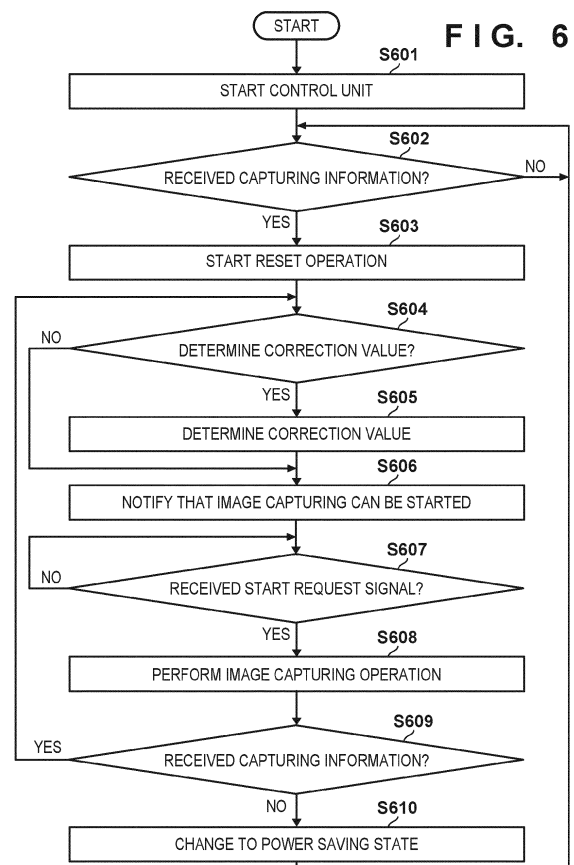 START
FIG. 6
S601
START CONTROL UNIT
S602
RECEIVED CAPTURING INFORMATION?
NO
YES
S603
START RESET OPERATION
S604
NO
DETERMINE CORRECTION VALUE?
YES
S605
DETERMINE CORRECTION VALUE
S606
NOTIFY THAT IMAGE CAPTURING CAN BE STARTED
S607
NO
RECEIVED START REQUEST SIGNAL?
YES
S608
PERFORM IMAGE CAPTURING OPERATION
S609
YES
RECEIVED CAPTURING INFORMATION?
NO
S610
CHANGE TO POWER SAVING STATE